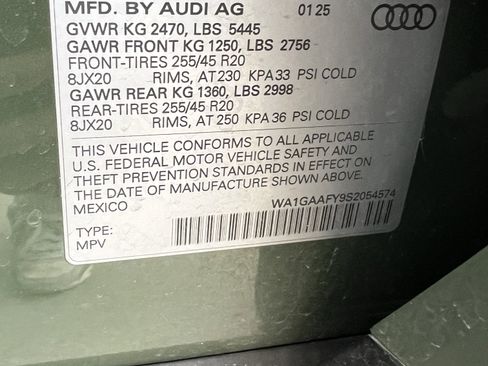 MFD. BY AUDI AG 01 25
GVWR KG 2470, LBS 5445
GAWR FRONT KG 1250, LBS 2756
FRONT-TIRES 255/45 R20
8JX20 RIMS, AT 230 KPA 33 PSI COLD
GAWR REAR KG 1360, LBS 2998
REAR-TIRES 255/45 R20
8JX20 RIMS, AT 250 KPA 36 PSI COLD
THIS VEHICLE CONFORMS TO ALL APPLICABLE
U.S. FEDERAL MOTOR VEHICLE SAFETY AND
THEFT PREVENTION STANDARDS IN EFFECT ON
THE DATE OF MANUFACTURE SHOWN ABOVE.
MEXICO
WA1GAAFY9S2054574
TYPE:
MPV